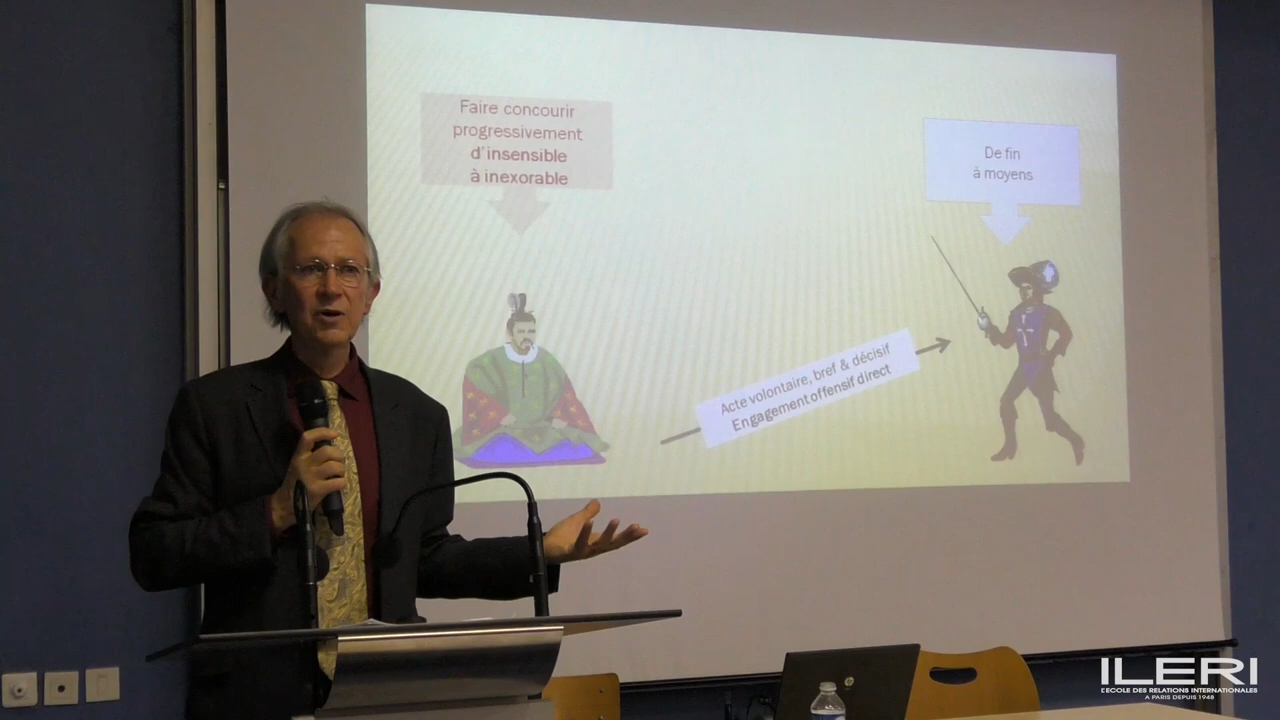 Faire concourir
progressivement
d'insensible
à inexorable
De fin
à moyens
Acte volontaire, bref & décisif
Engagement offensif direct
ILERI
L'ECOLE DES RELATIONS INTERNATIONALES
A PARIS DEPUIS 1948